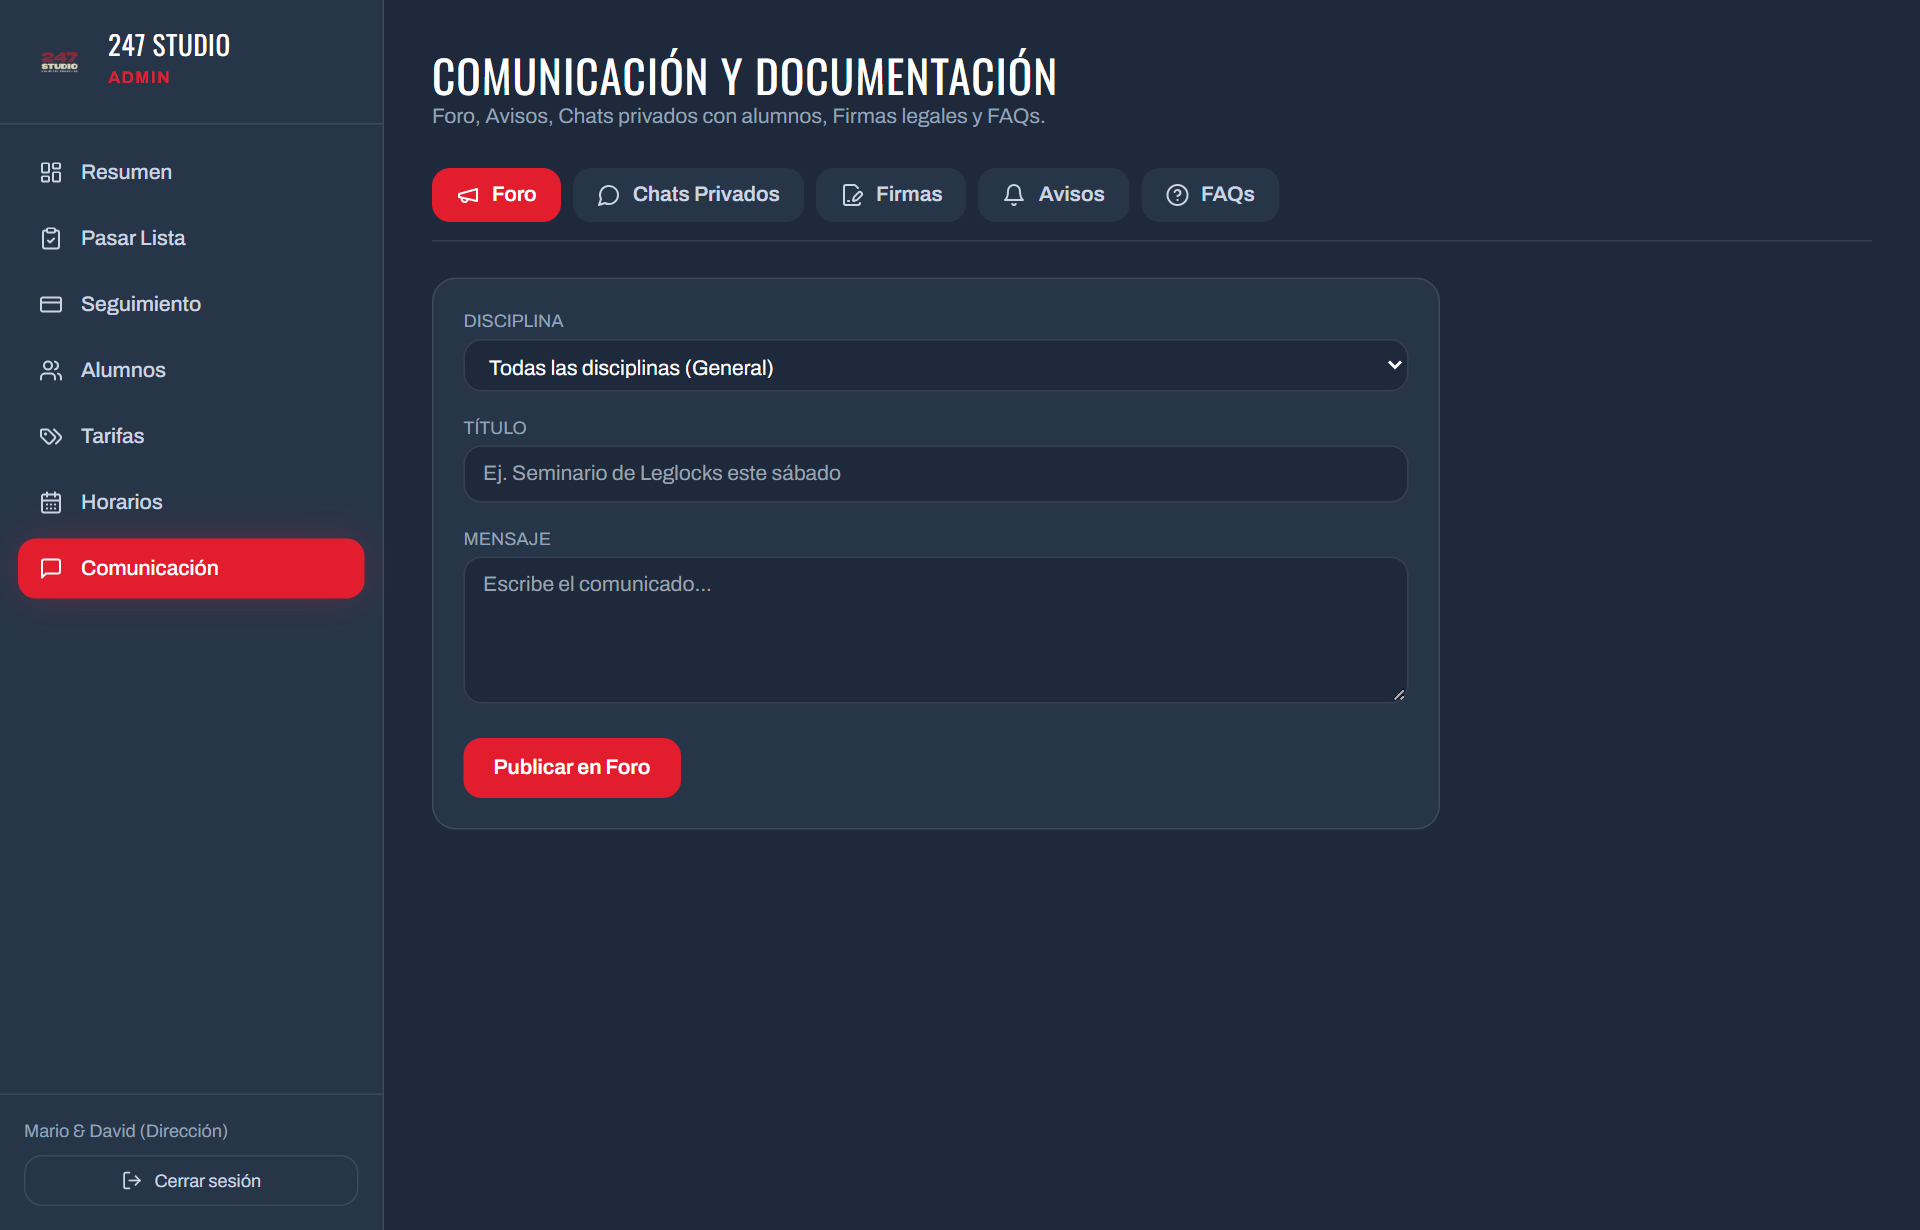 247
STUDIO
247 STUDIO
ADMIN
Resumen
Pasar Lista
Seguimiento
Alumnos
Tarifas
Horarios
Comunicación
Mario & David (Dirección)
Cerrar sesión
COMUNICACIÓN Y DOCUMENTACIÓN
Foro, Avisos, Chats privados con alumnos, Firmas legales y FAQs.
Foro
Chats Privados
Firmas
Avisos
FAQs
DISCIPLINA
Todas las disciplinas (General)
TÍTULO
Ej. Seminario de Leglocks este sábado
MENSAJE
Escribe el comunicado...
Publicar en Foro